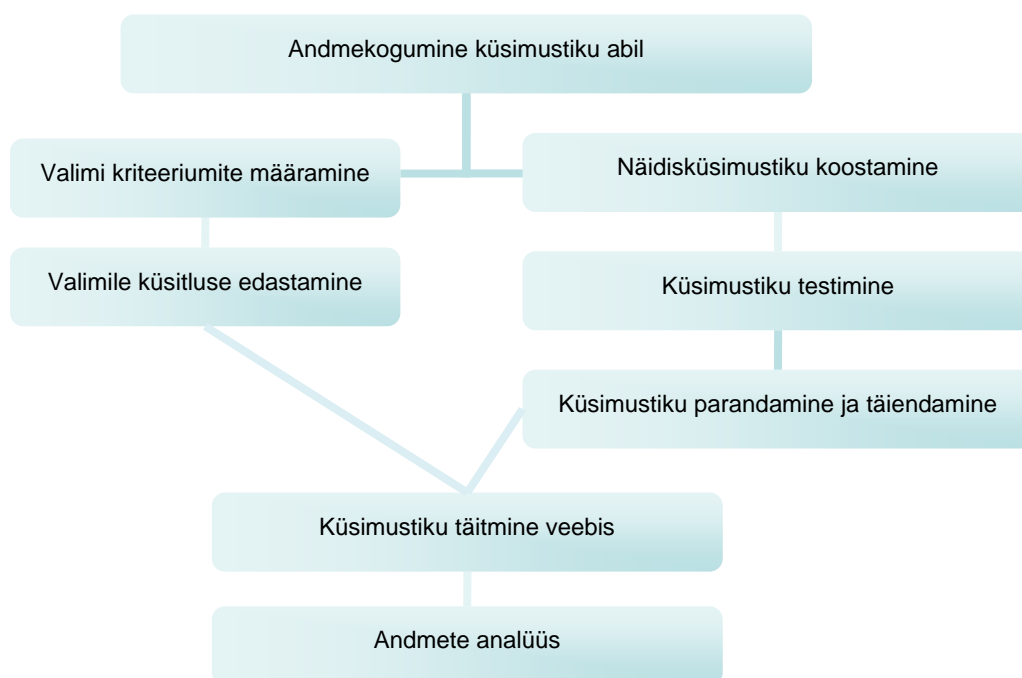 Andmekogumine küsimustiku abil
Valimi kriteeriumite määramine
Näidisküsimustiku koostamine
Valimile küsitluse edastamine
Küsimustiku testimine
Küsimustiku parandamine ja täiendamine
Küsimustiku täitmine veebis
Andmete analüüs